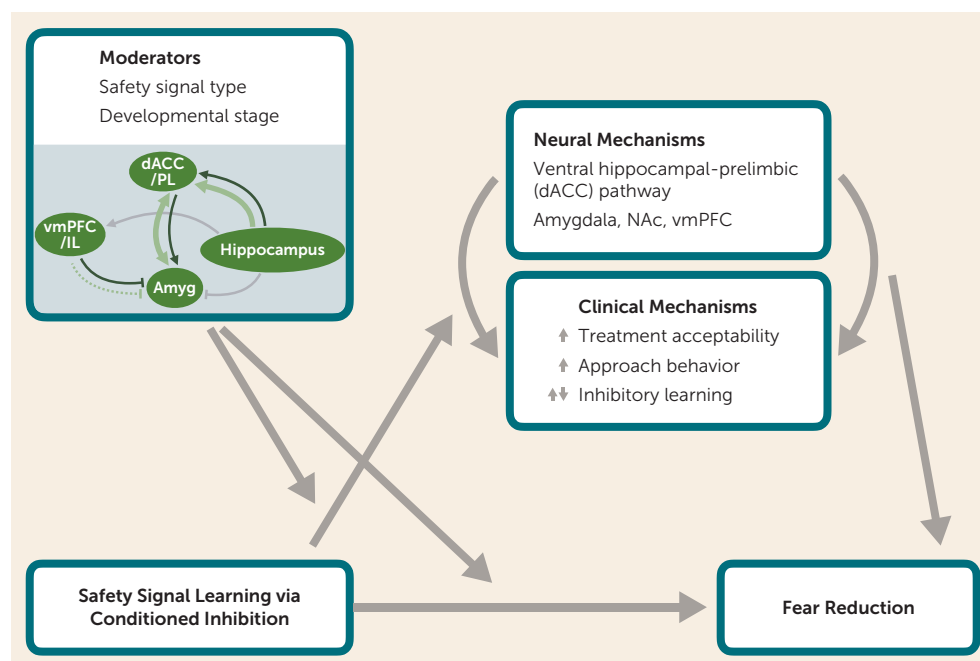 Moderators
Safety signal type
Developmental stage
dACC
/PL
vmPFC
/IL
Hippocampus
Amyg
Neural Mechanisms
Ventral hippocampal-prelimbic
(dACC) pathway
Amygdala, NAc, vmPFC
Clinical Mechanisms
Treatment acceptability
Approach behavior
Inhibitory learning
Safety Signal Learning via
Conditioned Inhibition
Fear Reduction